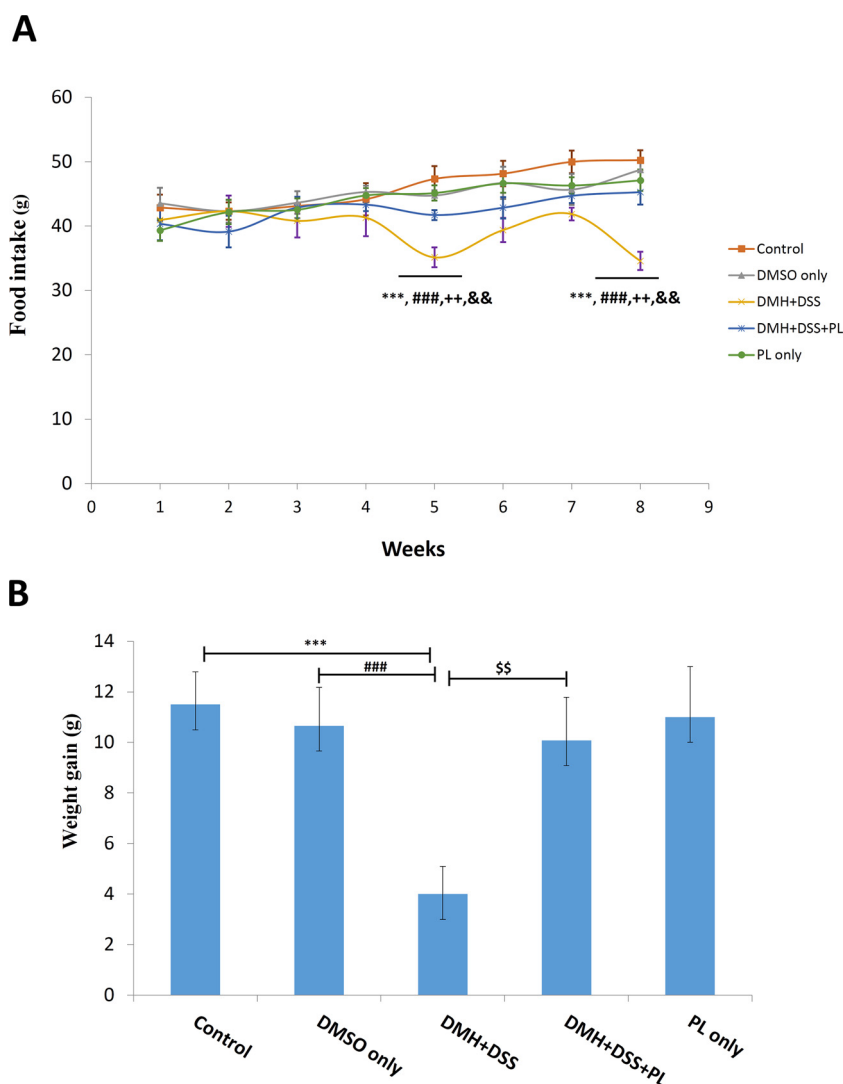 A
60
50
40
30
20
10
0
Food intake (g)
0 1 2 3 4 5 6 7 8 9
Weeks
***, ###,++,&&
***, ###,++,&&
Control
DMSO only
DMH+DSS
DMH+DSS+PL
PL only
B
14
12
10
8
6
4
2
0
Weight gain (g)
***
###
$$
Control
DMSO only
DMH+DSS
DMH+DSS+PL
PL only